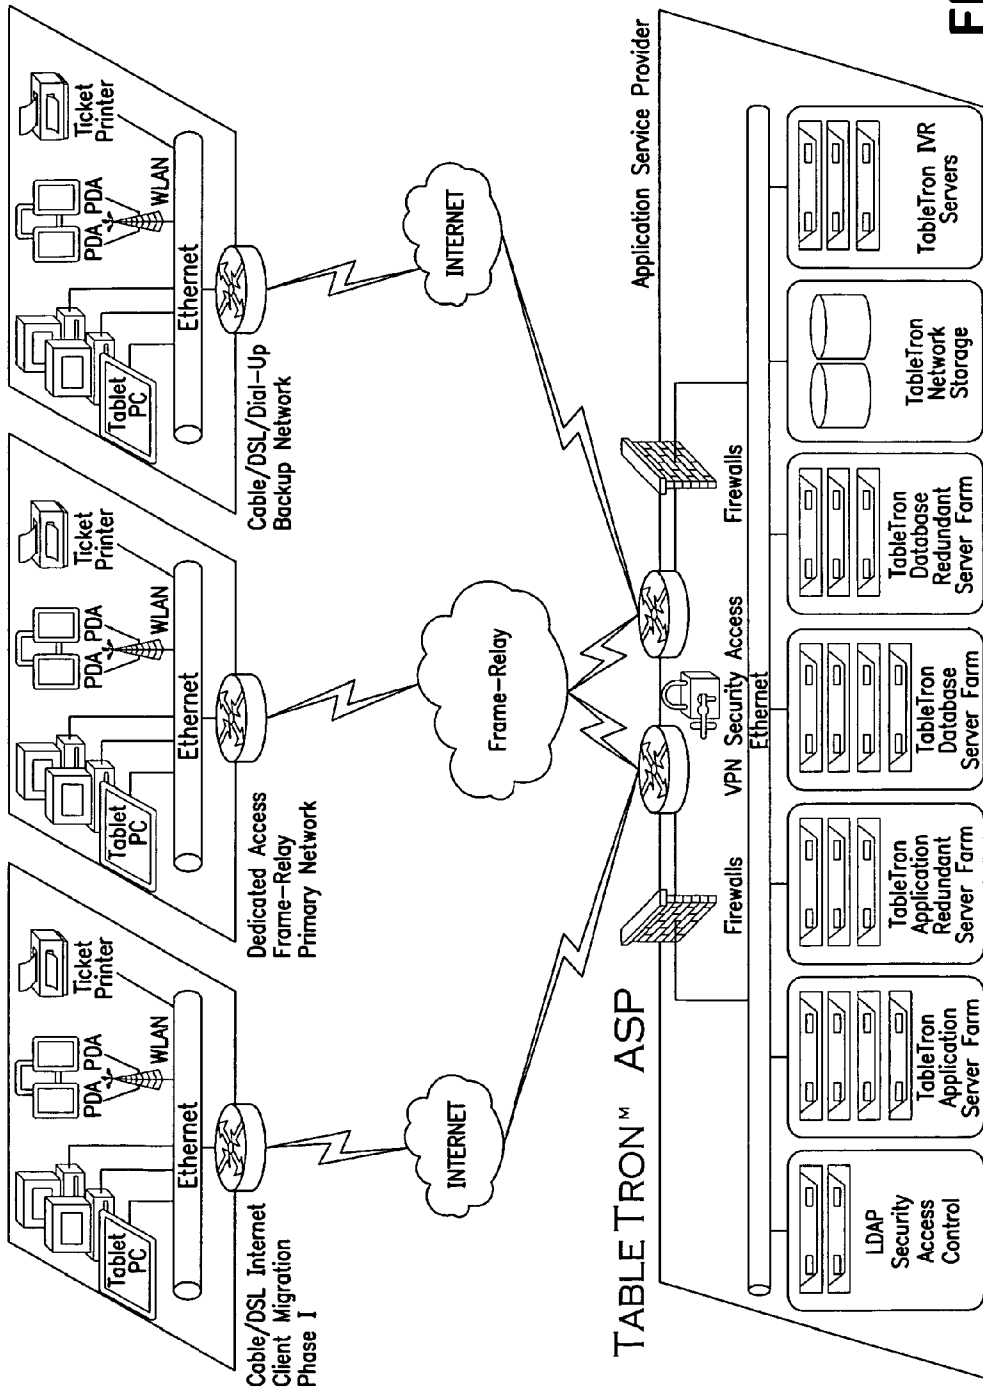 Tablet
PC
PDA
PDA
WLAN
Ticket
Printer
Ethernet
Cable/DSL Internet
Client Migration
Phase I
Tablet
PC
PDA
PDA
WLAN
Ticket
Printer
Ethernet
Dedicated Access
Frame-Relay
Primary Network
Tablet
PC
PDA
PDA
WLAN
Ticket
Printer
Ethernet
Cable/DSL/Dial-Up
Backup Network
INTERNET
Frame-Relay
INTERNET
TABLETRON™ ASP
Application Service Provider
Firewalls
VPN Security Access
Firewalls
Ethernet
LDAP
Security
Access
Control
TableTron
Application
Server Farm
TableTron
Application
Redundant
Server Farm
TableTron
Database
Server Farm
TableTron
Database
Redundant
Server Farm
TableTron
Network
Storage
TableTron IVR
Servers